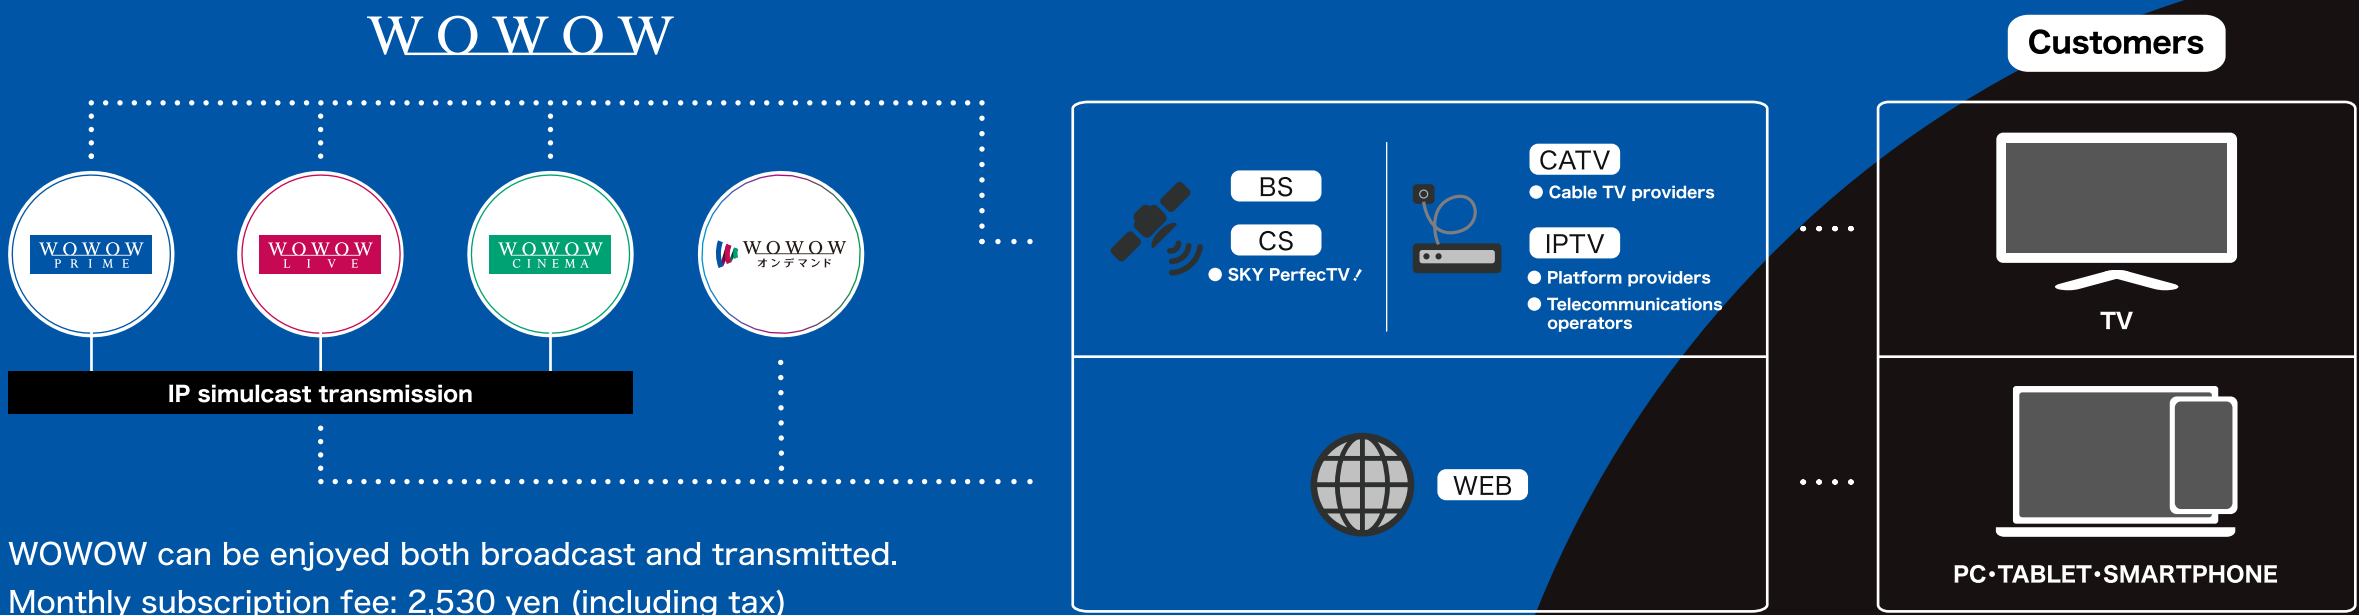 WOWOW
Customers
WOWOW
PRIME
WOWOW
LIVE
WOWOW
CINEMA
WOWOW
オンデマンド
IP simulcast transmission
BS
CS
● SKY PerfecTV!
CATV
● Cable TV providers
IPTV
● Platform providers
● Telecommunications
operators
WEB
TV
PC・TABLET・SMARTPHONE
WOWOW can be enjoyed both broadcast and transmitted.
Monthly subscription fee: 2,530 yen (including tax)